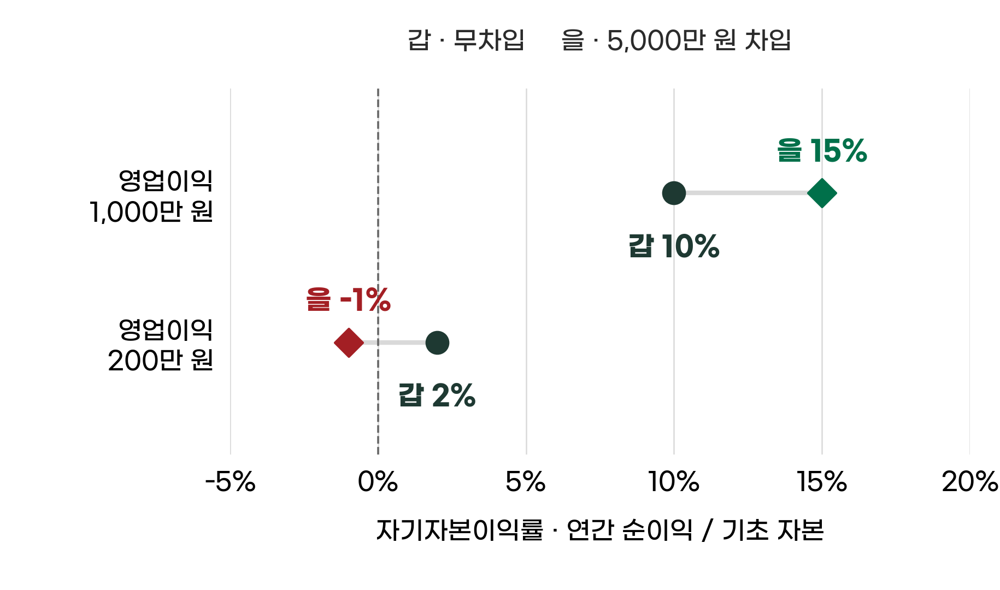 갑 · 무차입 을 · 5,000만 원 차입
을 15%
영업이익
1,000만 원
갑 10%
을 -1%
영업이익
200만 원
갑 2%
-5% 0% 5% 10% 15% 20%
자기자본이익률 · 연간 순이익 / 기초 자본